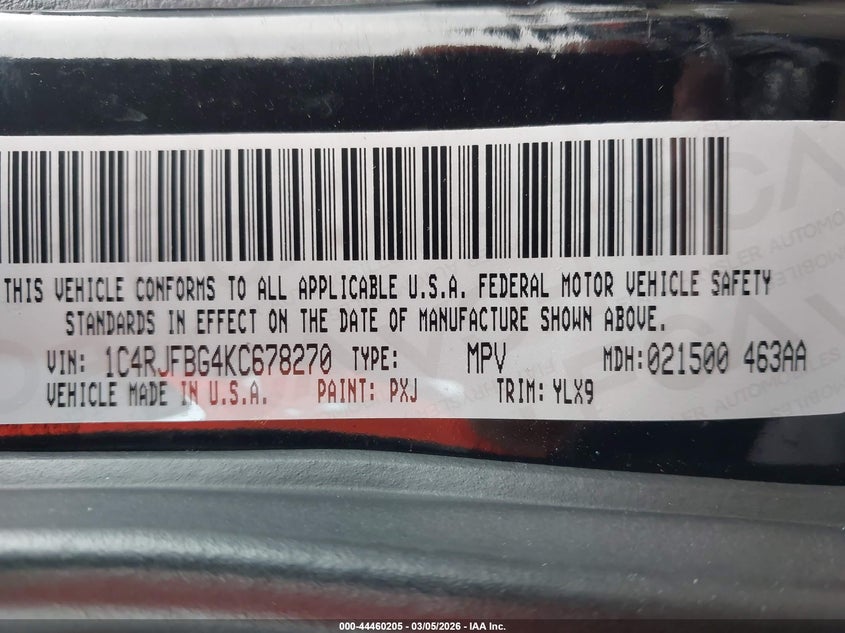 THIS VEHICLE CONFORMS TO ALL APPLICABLE U.S.A. FEDERAL MOTOR VEHICLE SAFETY
STANDARDS IN EFFECT ON THE DATE OF MANUFACTURE SHOWN ABOVE.
VIN: 1C4RJFBG4KC678270 TYPE: MPV MDH:021500 463AA
VEHICLE MADE IN U.S.A. PAINT: PXJ TRIM: YLX9
000-44460205 - 03/05/2026 - IAA Inc.